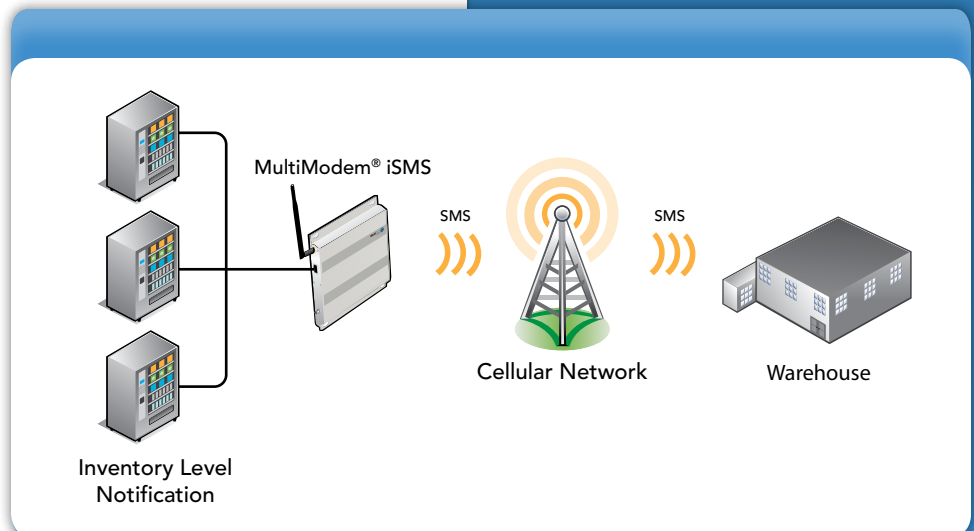 MultiModem® iSMS
SMS
SMS
Cellular Network
Warehouse
Inventory Level
Notification